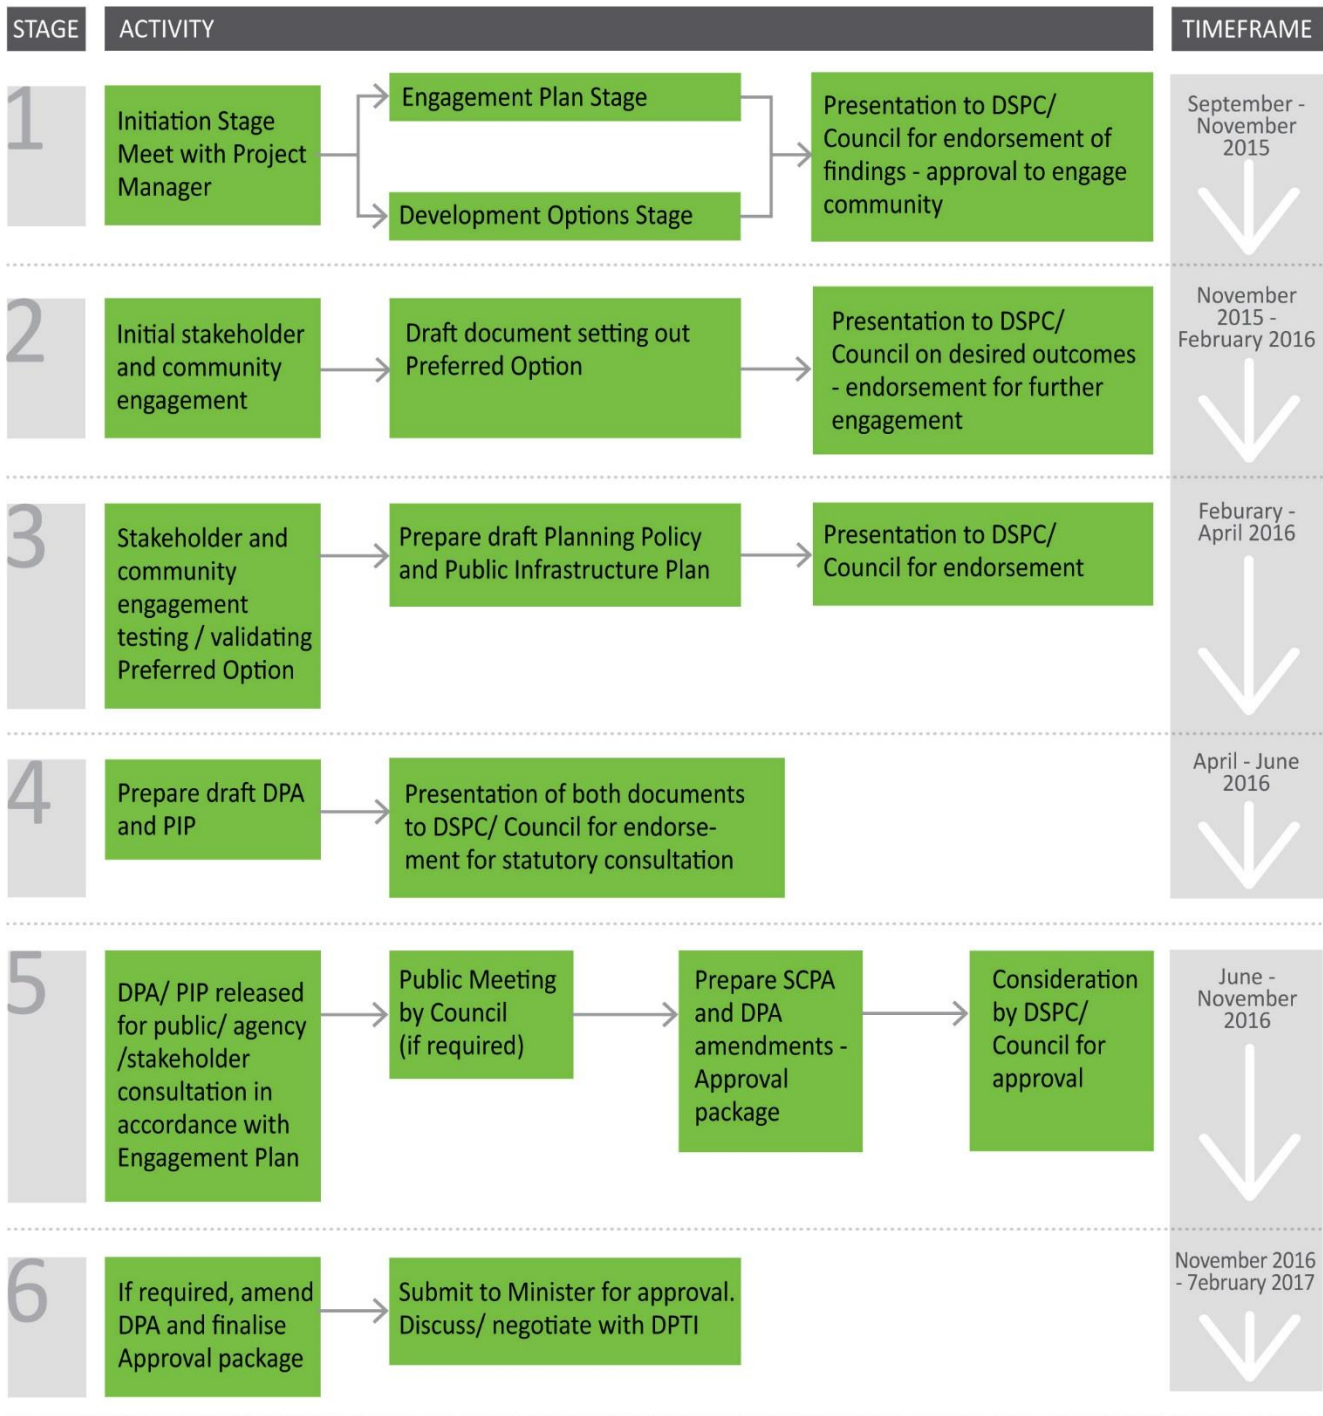 STAGE
ACTIVITY
TIMEFRAME
1
Initiation Stage
Meet with Project
Manager
Engagement Plan Stage
Development Options Stage
Presentation to DSPC/
Council for endorsement of
findings - approval to engage
community
September -
November
2015
2
Initial stakeholder
and community
engagement
Draft document setting out
Preferred Option
Presentation to DSPC/
Council on desired outcomes
- endorsement for further
engagement
November
2015 -
February 2016
3
Stakeholder and
community
engagement
testing / validating
Preferred Option
Prepare draft Planning Policy
and Public Infrastructure Plan
Presentation to DSPC/
Council for endorsement
Feburary -
April 2016
4
Prepare draft DPA
and PIP
Presentation of both documents
to DSPC/ Council for endorse-
ment for statutory consultation
April - June
2016
5
DPA/ PIP released
for public/ agency
/stakeholder
consultation in
accordance with
Engagement Plan
Public Meeting
by Council
(if required)
Prepare SCPA
and DPA
amendments -
Approval
package
Consideration
by DSPC/
Council for
approval
June -
November
2016
6
If required, amend
DPA and finalise
Approval package
Submit to Minister for approval.
Discuss/ negotiate with DPTI
November 2016
- 7ebruary 2017